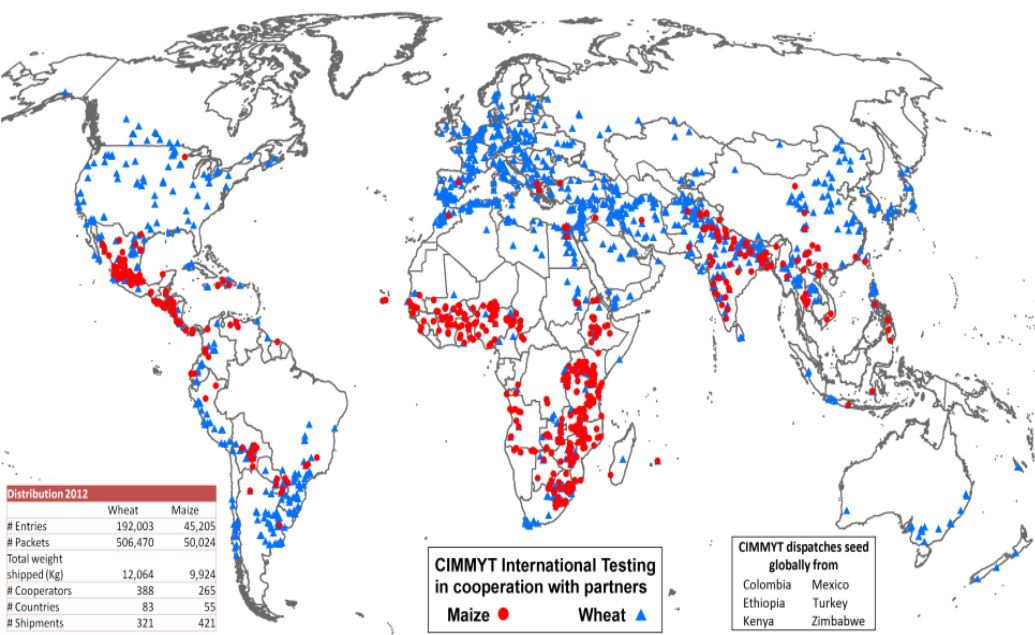 Distribution 2012
Wheat Maize
# Entries 192,003 45,205
# Packets 506,470 50,024
Total weight
shipped (Kg) 12,064 9,924
# Cooperators 388 265
# Countries 83 55
# Shipments 321 421
CIMMYT International Testing
in cooperation with partners
Maize Wheat
CIMMYT dispatches seed
globally from
Colombia Mexico
Ethiopia Turkey
Kenya Zimbabwe